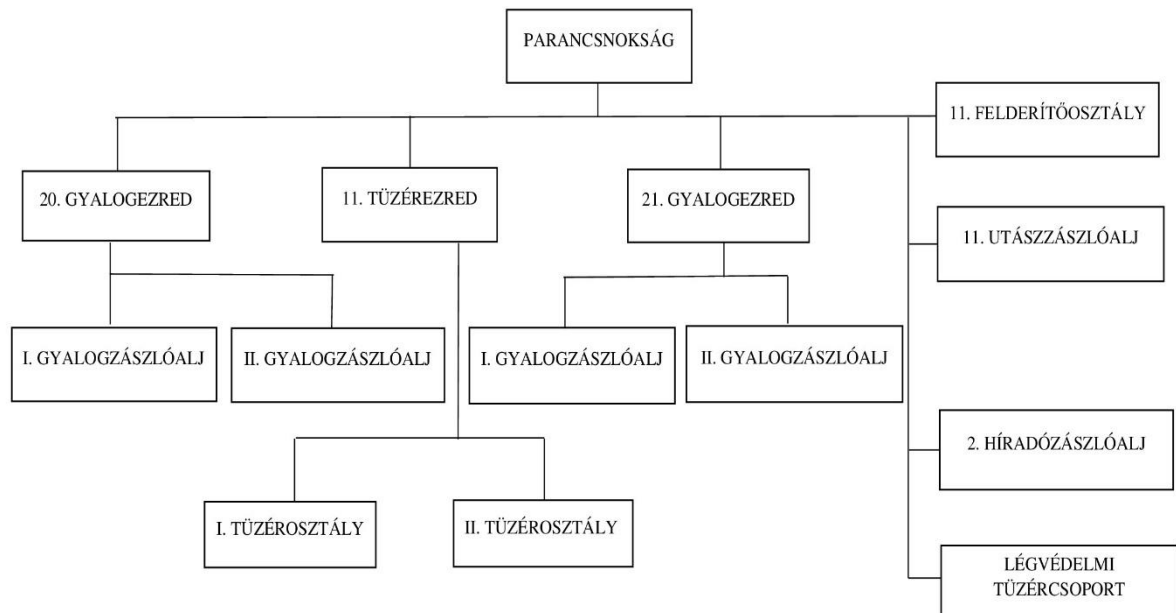 PARANCSNOKSÁG
11. FELDERÍTŐOSZTÁLY
20. GYALOGEZRED
11. TÜZÉREZRED
21. GYALOGEZRED
11. UTÁSZZÁSZLÓALJ
I. GYALOGZÁSZLÓALJ
II. GYALOGZÁSZLÓALJ
I. GYALOGZÁSZLÓALJ
II. GYALOGZÁSZLÓALJ
2. HÍRADÓZÁSZLÓALJ
I. TÜZÉROSZTÁLY
II. TÜZÉROSZTÁLY
LÉGVÉDELMI
TÜZÉRCSOPORT